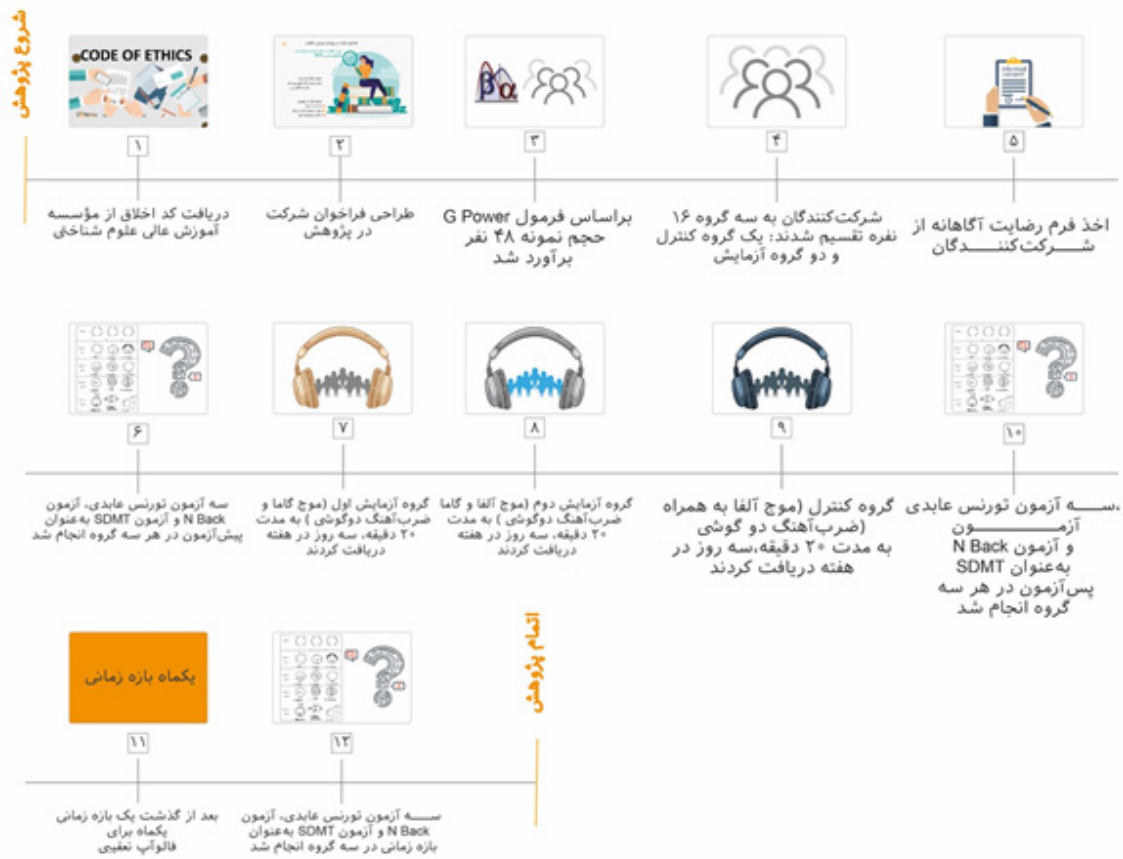 شروع پژوهش
CODE OF ETHICS
۱
دریافت کد اخلاق از مؤسسه
آموزش عالی علوم شناختی
۲
طراحی فراخوان شرکت
در پژوهش
β α
۳
براساس فرمول G Power
حجم نمونه ۴۸ نفر
برآورد شد
۴
شرکت‌کنندگان به سه گروه ۱۶
نفره تقسیم شدند: یک گروه کنترل
و دو گروه آزمایش
۵
اخذ فرم رضایت آگاهانه از
شـــــرکت‌کننـــــدگان
۶
سه آزمون تورنس عابدی، آزمون
N Back و آزمون SDMT به‌عنوان
پیش‌آزمون در هر سه گروه انجام شد
۷
گروه آزمایش اول (موج گاما و
ضرب‌آهنگ دوگوشی ) به مدت
۲۰ دقیقه، سه روز در هفته
دریافت کردند
۸
گروه آزمایش دوم (موج آلفا و گاما
ضرب‌آهنگ دوگوشی ) به مدت
۲۰ دقیقه، سه روز در هفته
دریافت کردند
۹
گروه کنترل (موج آلفا به همراه
(ضرب‌آهنگ دو گوشی
به مدت ۲۰ دقیقه،سه روز در
هفته دریافت کردند
۱۰
،ســـــه آزمون تورنس عابدی
آزمـــــــــون
و آزمون N Back
به‌عنوان SDMT
پس‌آزمون در هر سه
گروه انجام شد
یکماه بازه زمانی
۱۱
بعد از گذشت یک بازه زمانی
یکماه برای
فالوآپ تعقیبی
۱۲
ســـــه آزمون تورنس عابدی، آزمون
N Back و آزمون SDMT به‌عنوان
بازه زمانی در سه گروه انجام شد
اتمام پژوهش